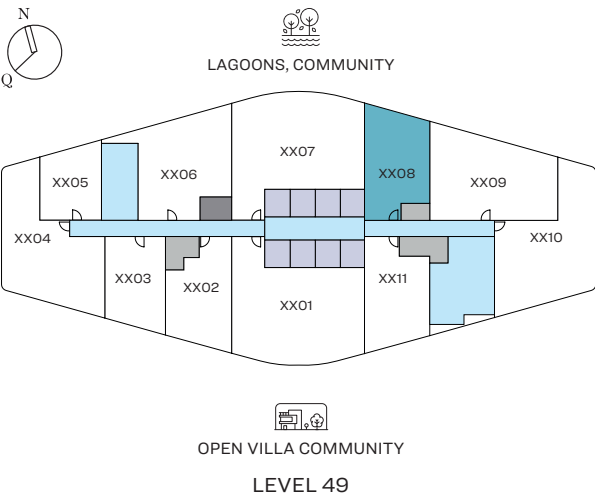 N
Q
LAGOONS, COMMUNITY
XX07
XX06
XX08
XX05
XX09
XX04
XX10
XX03
XX02
XX11
XX01
OPEN VILLA COMMUNITY
LEVEL 49